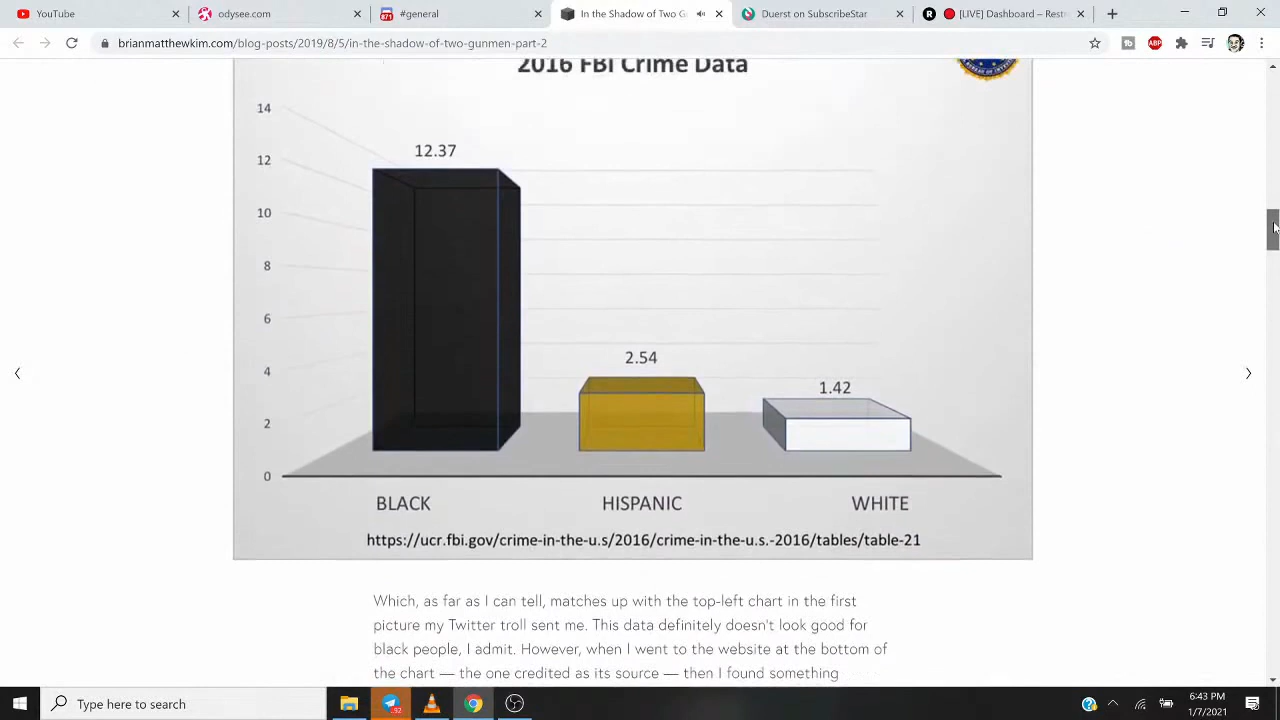 YouTube
odysee.com
871
#general
In the Shadow of Two Gu
Duerst on SubscribeStar
R
[LIVE] Dashboard – Restr
brianmatthewkim.com/blog-posts/2019/8/5/in-the-shadow-of-two-gunmen-part-2
ABP
2016 FBI Crime Data
14
12
10
8
6
4
2
0
12.37
2.54
1.42
BLACK HISPANIC WHITE
https://ucr.fbi.gov/crime-in-the-u.s/2016/crime-in-the-u.s.-2016/tables/table-21
Which, as far as I can tell, matches up with the top-left chart in the first
picture my Twitter troll sent me. This data definitely doesn't look good for
black people, I admit. However, when I went to the website at the bottom of
the chart — the one credited as its source — then I found something
Type here to search
6:43 PM
1/7/2021